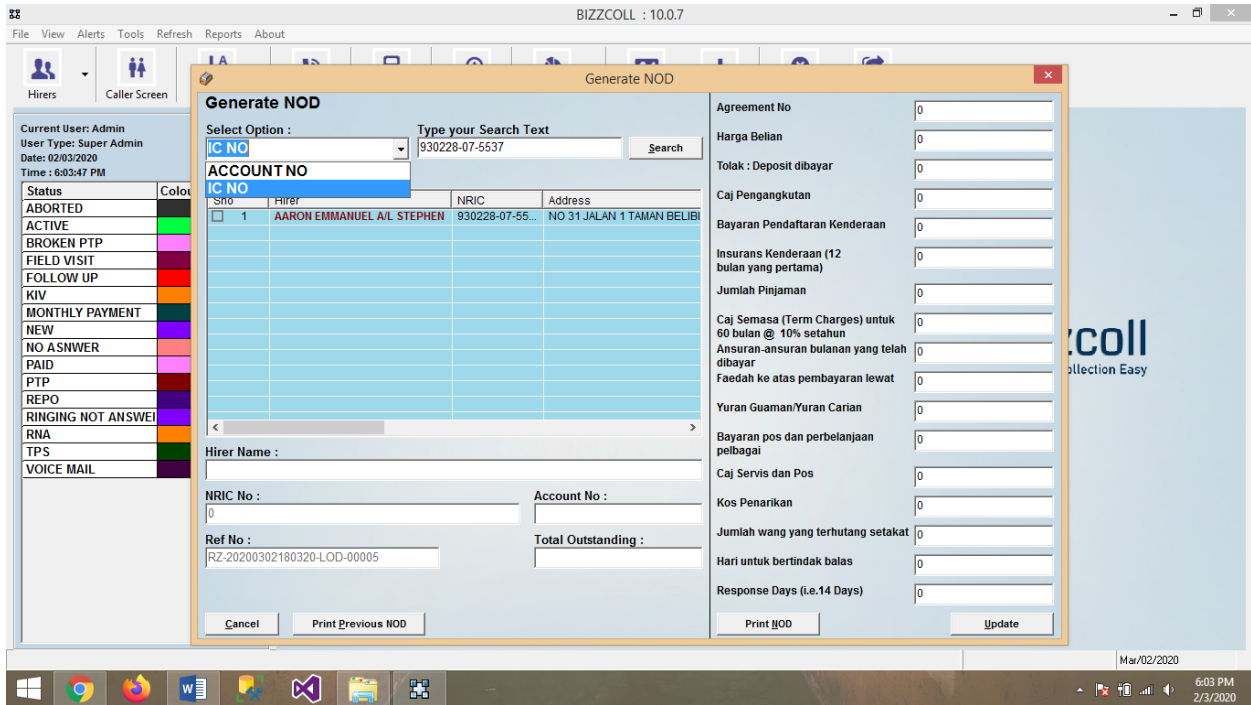 BIZZCOLL : 10.0.7
File View Alerts Tools Refresh Reports About
Hirers
Caller Screen
Generate NOD
Current User: Admin
User Type: Super Admin
Date: 02/03/2020
Time : 6:03:47 PM
Status
ABORTED
ACTIVE
BROKEN PTP
FIELD VISIT
FOLLOW UP
KIV
MONTHLY PAYMENT
NEW
NO ASNWER
PAID
PTP
REPO
RINGING NOT ANSWEI
RNA
TPS
VOICE MAIL
Generate NOD
Select Option :
Type your Search Text
IC NO
930228-07-5537
Search
ACCOUNT NO
IC NO
Sno Hirer NRIC Address
1 AARON EMMANUEL A/L STEPHEN 930228-07-55... NO 31 JALAN 1 TAMAN BELIBI
Hirer Name :
NRIC No :
Account No :
0
Ref No :
Total Outstanding :
RZ-20200302180320-LOD-00005
Cancel
Print Previous NOD
Agreement No 0
Harga Belian 0
Tolak : Deposit dibayar 0
Caj Pengangkutan 0
Bayaran Pendaftaran Kenderaan 0
Insurans Kenderaan (12 0
bulan yang pertama)
Jumlah Pinjaman 0
Caj Semasa (Term Charges) untuk 0
60 bulan @ 10% setahun
Ansuran-ansuran bulanan yang telah 0
dibayar
Faedah ke atas pembayaran lewat 0
Yuran Guaman/Yuran Carian 0
Bayaran pos dan perbelanjaan 0
pelbagai
Caj Servis dan Pos 0
Kos Penarikan 0
Jumlah wang yang terhutang setakat 0
Hari untuk bertindak balas 0
Response Days (i.e.14 Days) 0
Print NOD
Update
zcoll
ollection Easy
Mar/02/2020
6:03 PM
2/3/2020